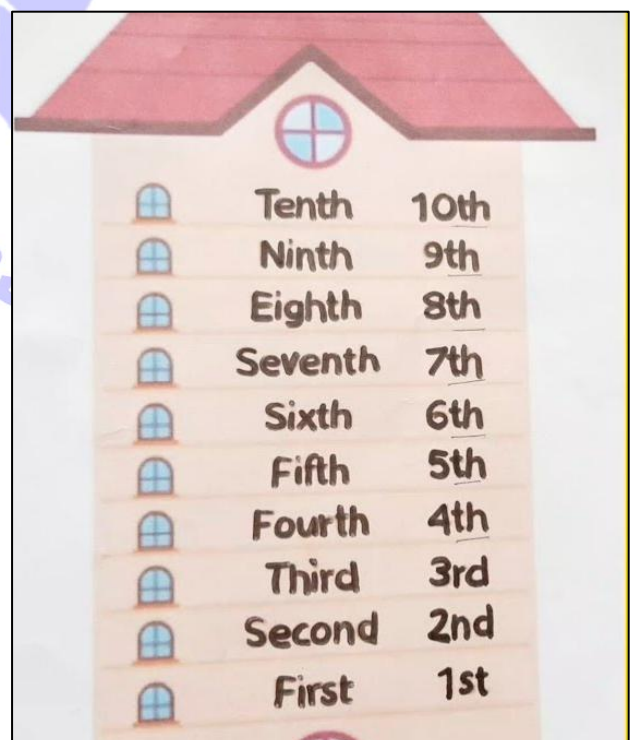 Tenth 10th
Ninth 9th
Eighth 8th
Seventh 7th
Sixth 6th
Fifth 5th
Fourth 4th
Third 3rd
Second 2nd
First 1st